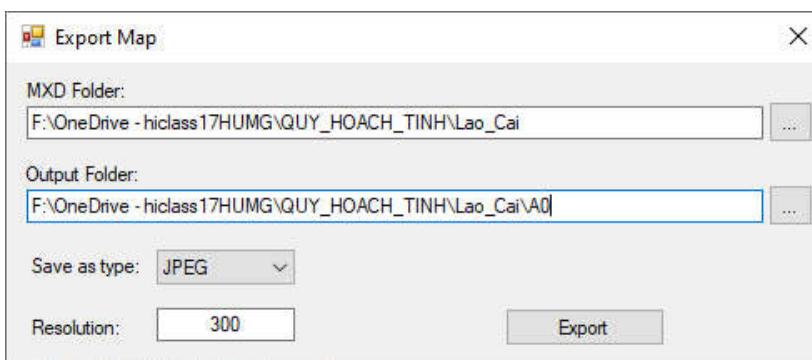 Export Map
MXD Folder:
F:\OneDrive - hiclass17HUMG\QUY_HOACH_TINH\Lao_Cai
...
Output Folder:
F:\OneDrive - hiclass17HUMG\QUY_HOACH_TINH\Lao_Cai\A0
...
Save as type: JPEG
Resolution: 300 Export